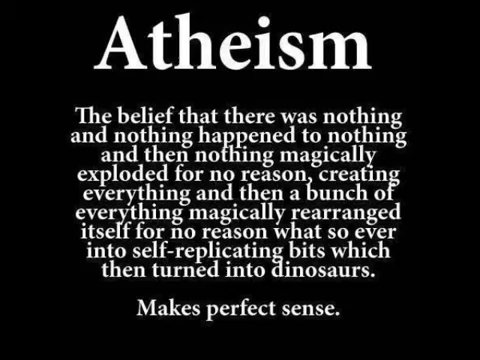 Atheism
The belief that there was nothing
and nothing happened to nothing
and then nothing magically
exploded for no reason, creating
everything and then a bunch of
everything magically rearranged
itself for no reason what so ever
into self-replicating bits which
then turned into dinosaurs.
Makes perfect sense.